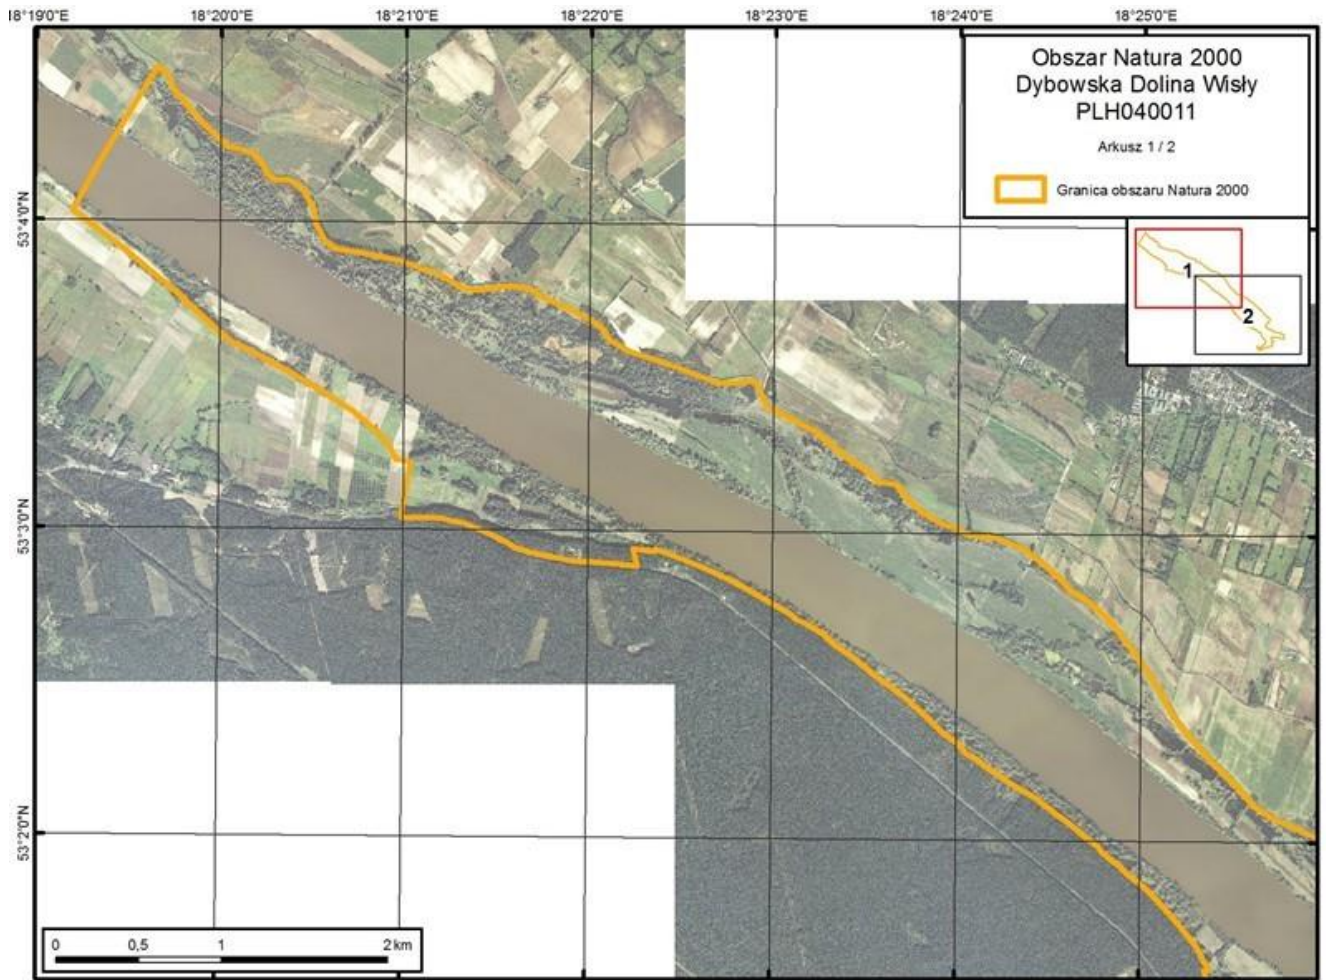 18°19'0"E 18°20'0"E 18°21'0"E 18°22'0"E 18°23'0"E 18°24'0"E 18°25'0"E
Obszar Natura 2000
Dybowska Dolina Wisły
PLH040011
Arkusz 1 / 2
Granica obszaru Natura 2000
1
2
53°4'0"N
53°3'0"N
53°2'0"N
0 0,5 1 2 km